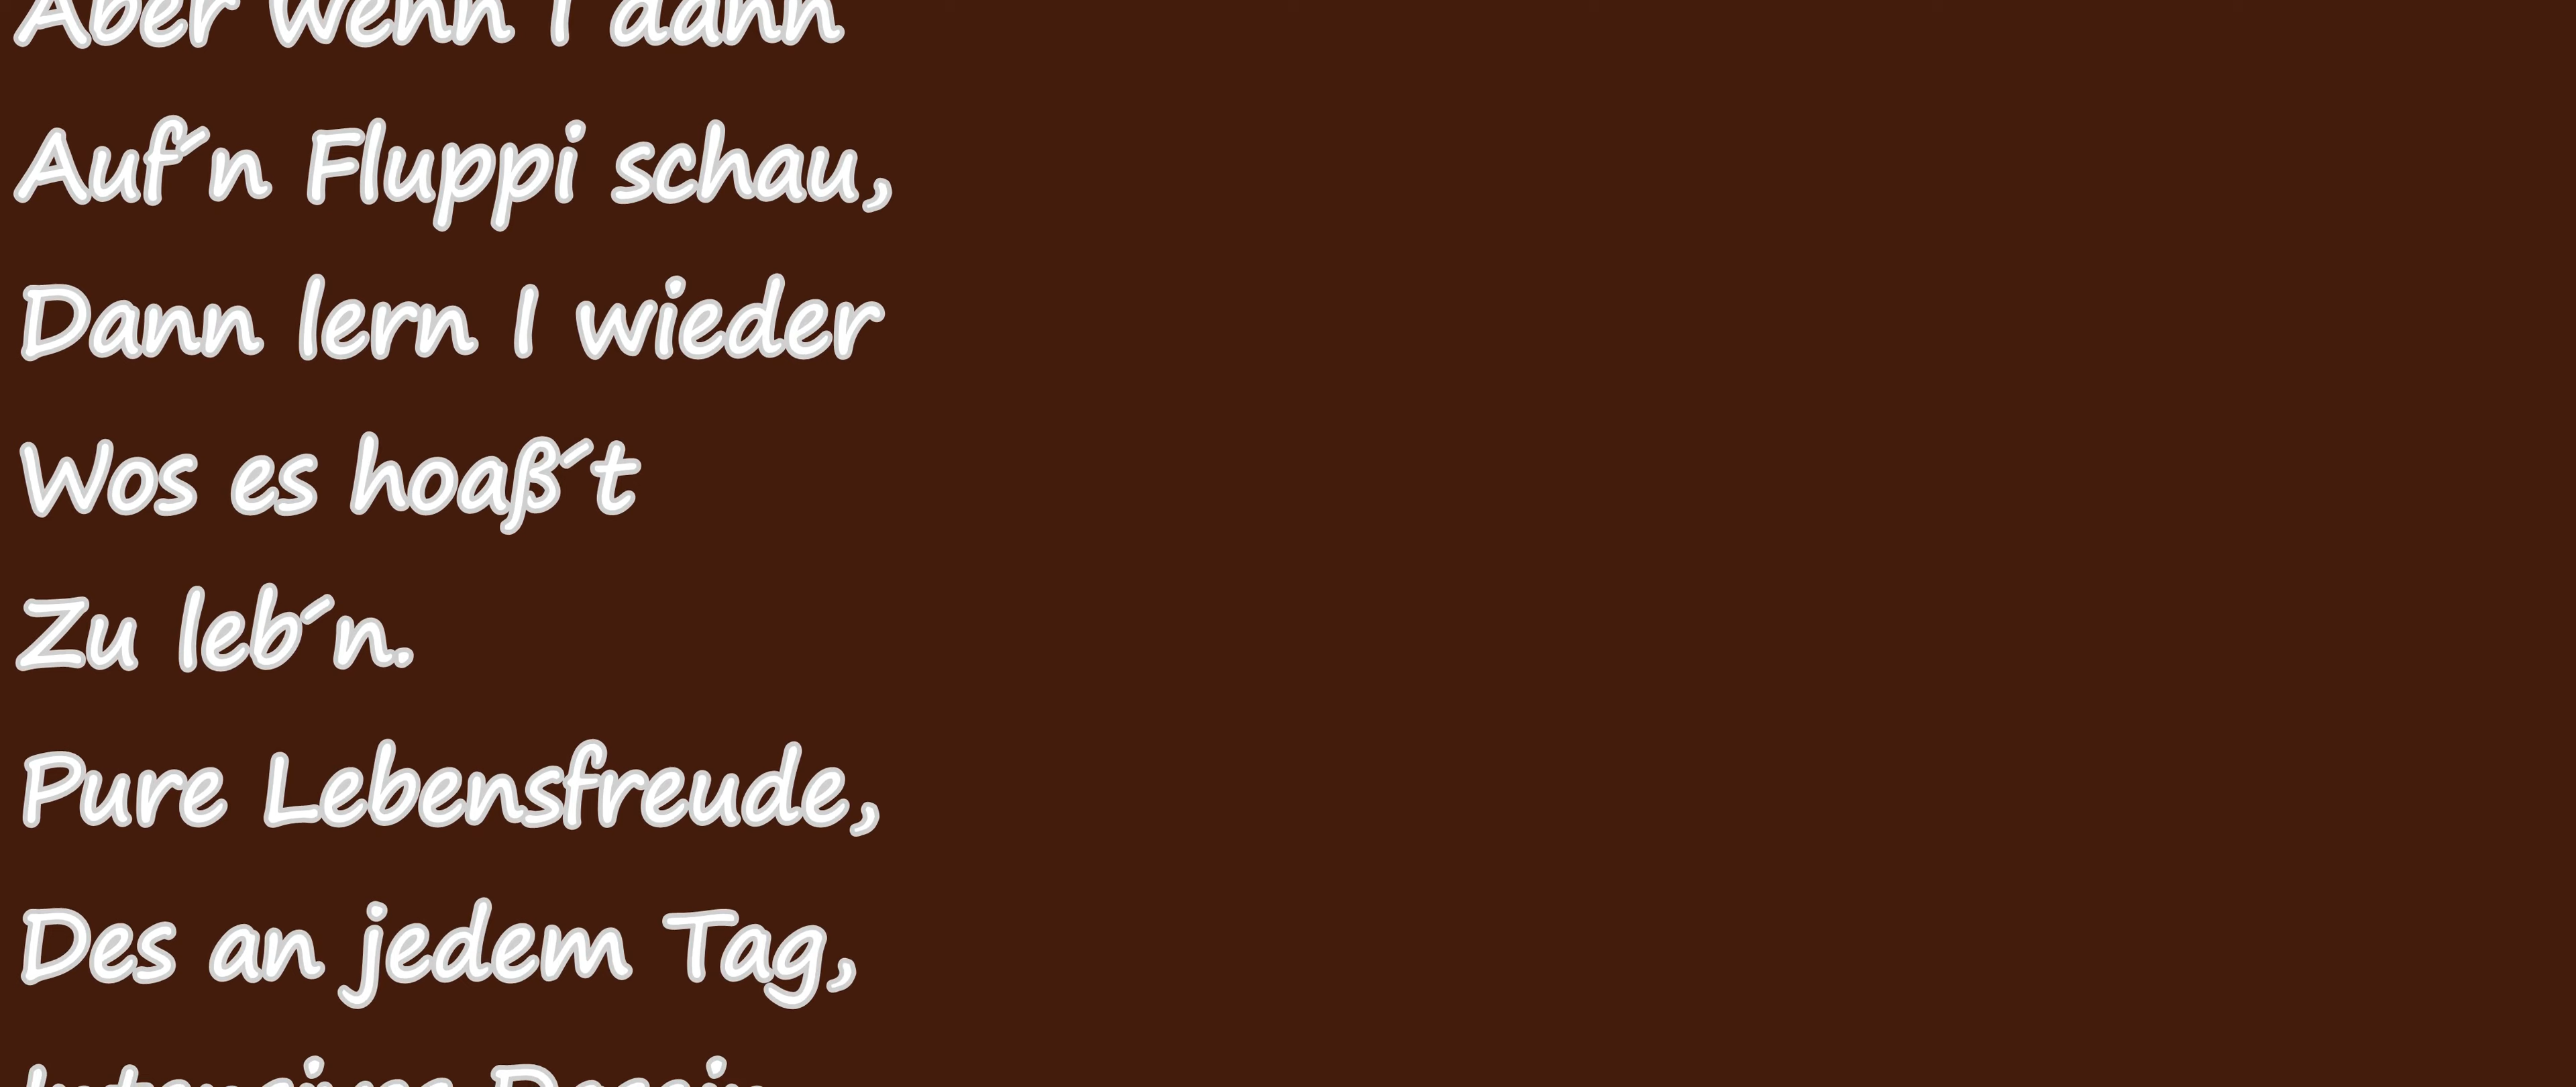 Aber wenn I dann
Auf´n Fluppi schau,
Dann lern I wieder
Wos es hoaß´t
Zu leb´n.
Pure Lebensfreude,
Des an jedem Tag,